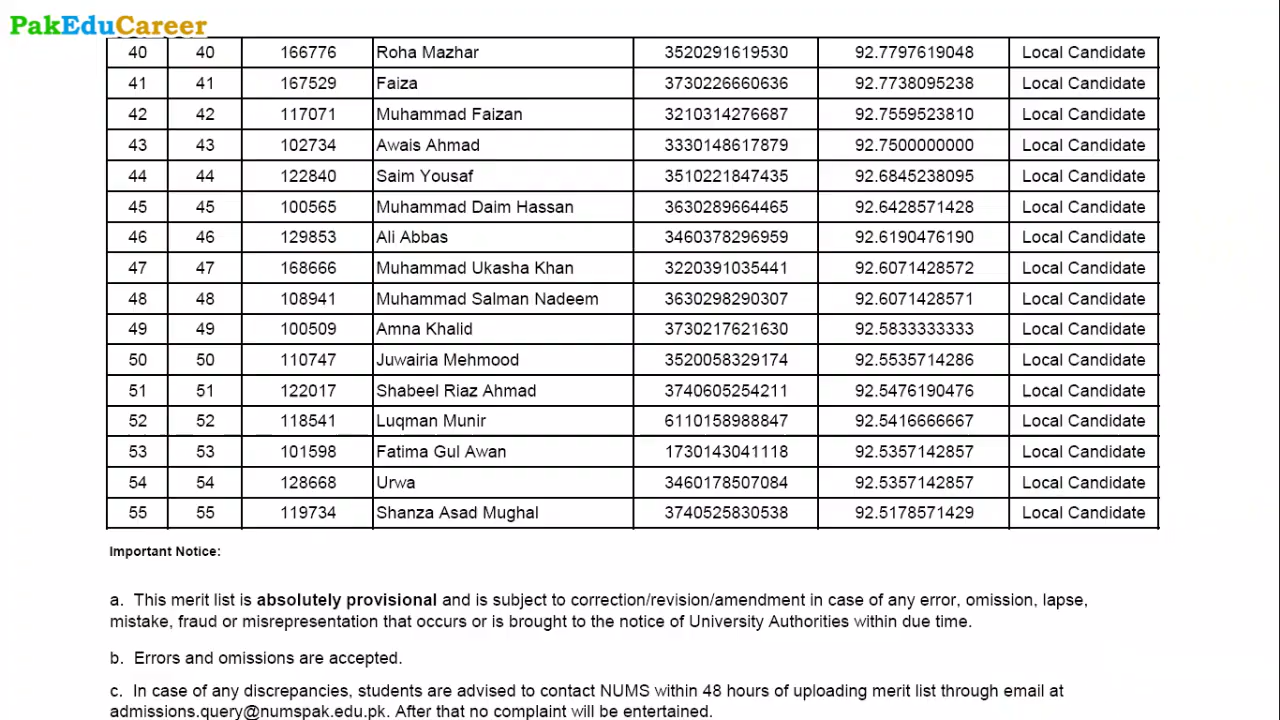 PakEduCareer
40 40 166776 Roha Mazhar 3520291619530 92.7797619048 Local Candidate
41 41 167529 Faiza 3730226660636 92.7738095238 Local Candidate
42 42 117071 Muhammad Faizan 3210314276687 92.7559523810 Local Candidate
43 43 102734 Awais Ahmad 3330148617879 92.7500000000 Local Candidate
44 44 122840 Saim Yousaf 3510221847435 92.6845238095 Local Candidate
45 45 100565 Muhammad Daim Hassan 3630289664465 92.6428571428 Local Candidate
46 46 129853 Ali Abbas 3460378296959 92.6190476190 Local Candidate
47 47 168666 Muhammad Ukasha Khan 3220391035441 92.6071428572 Local Candidate
48 48 108941 Muhammad Salman Nadeem 3630298290307 92.6071428571 Local Candidate
49 49 100509 Amna Khalid 3730217621630 92.5833333333 Local Candidate
50 50 110747 Juwairia Mehmood 3520058329174 92.5535714286 Local Candidate
51 51 122017 Shabeel Riaz Ahmad 3740605254211 92.5476190476 Local Candidate
52 52 118541 Luqman Munir 6110158988847 92.5416666667 Local Candidate
53 53 101598 Fatima Gul Awan 1730143041118 92.5357142857 Local Candidate
54 54 128668 Urwa 3460178507084 92.5357142857 Local Candidate
55 55 119734 Shanza Asad Mughal 3740525830538 92.5178571429 Local Candidate
Important Notice:
a. This merit list is absolutely provisional and is subject to correction/revision/amendment in case of any error, omission, lapse,
mistake, fraud or misrepresentation that occurs or is brought to the notice of University Authorities within due time.
b. Errors and omissions are accepted.
c. In case of any discrepancies, students are advised to contact NUMS within 48 hours of uploading merit list through email at
admissions.query@numspak.edu.pk. After that no complaint will be entertained.